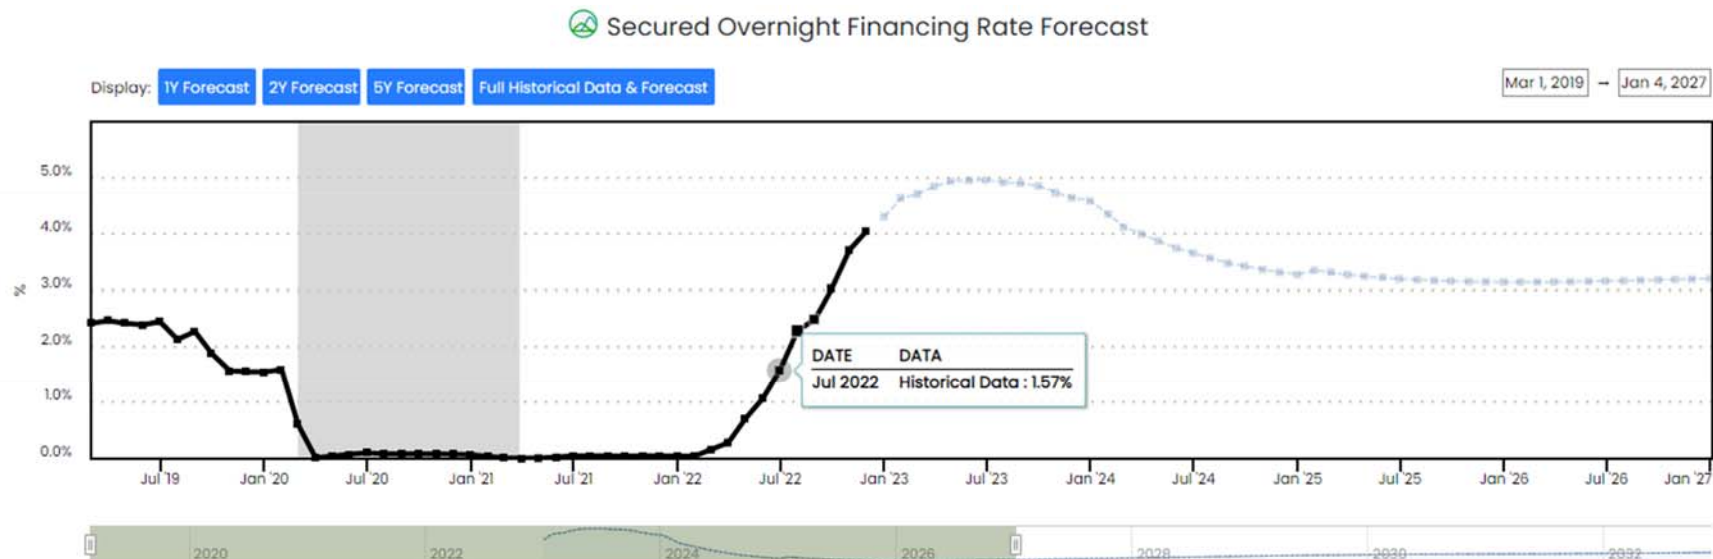 Secured Overnight Financing Rate Forecast
Display: 1Y Forecast 2Y Forecast 5Y Forecast Full Historical Data & Forecast Mar 1, 2019 → Jan 4, 2027
5.0%
4.0%
3.0%
%
2.0%
DATE DATA
Jul 2022 Historical Data : 1.57%
1.0%
0.0%
Jul '19 Jan '20 Jul '20 Jan '21 Jul '21 Jan '22 Jul '22 Jan '23 Jul '23 Jan '24 Jul '24 Jan '25 Jul '25 Jan '26 Jul '26 Jan '27
2020 2022 2024 2026 2028 2030 2032